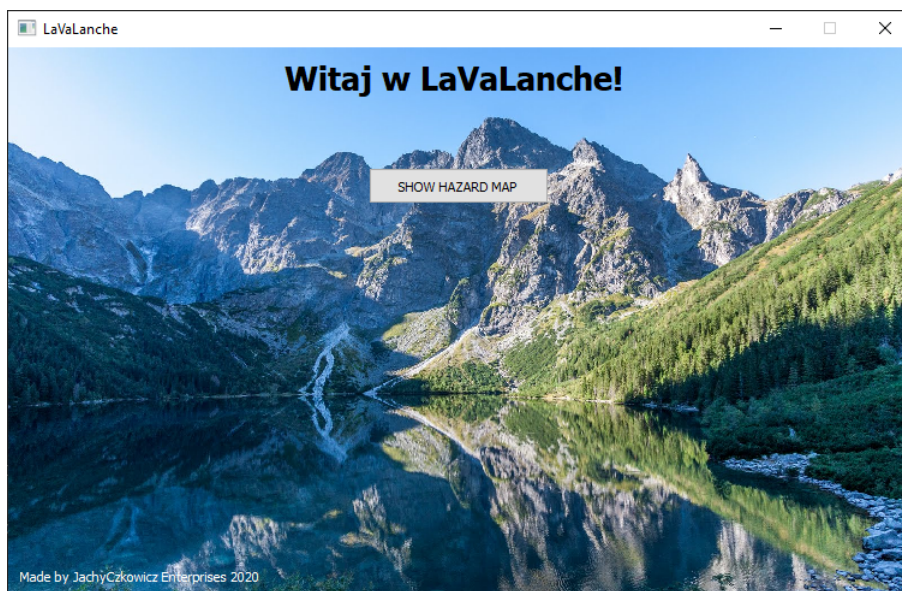 LaVaLanche
Witaj w LaVaLanche!
SHOW HAZARD MAP
Made by JachyCzkowicz Enterprises 2020